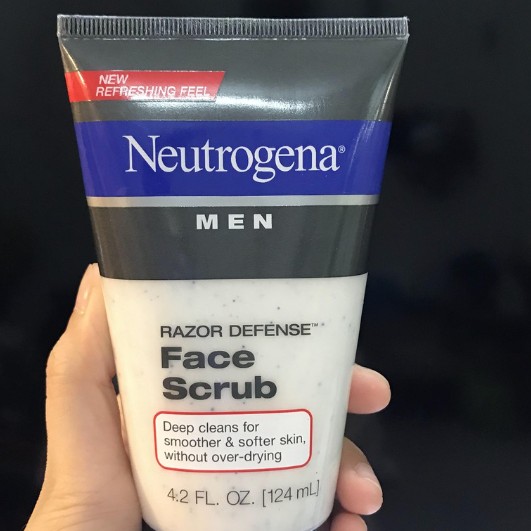 NEW
REFRESHING FEEL
Neutrogena®
MEN
RAZOR DEFENSE™
Face
Scrub
Deep cleans for
smoother & softer skin,
without over-drying
4.2 FL. OZ. [124 mL]